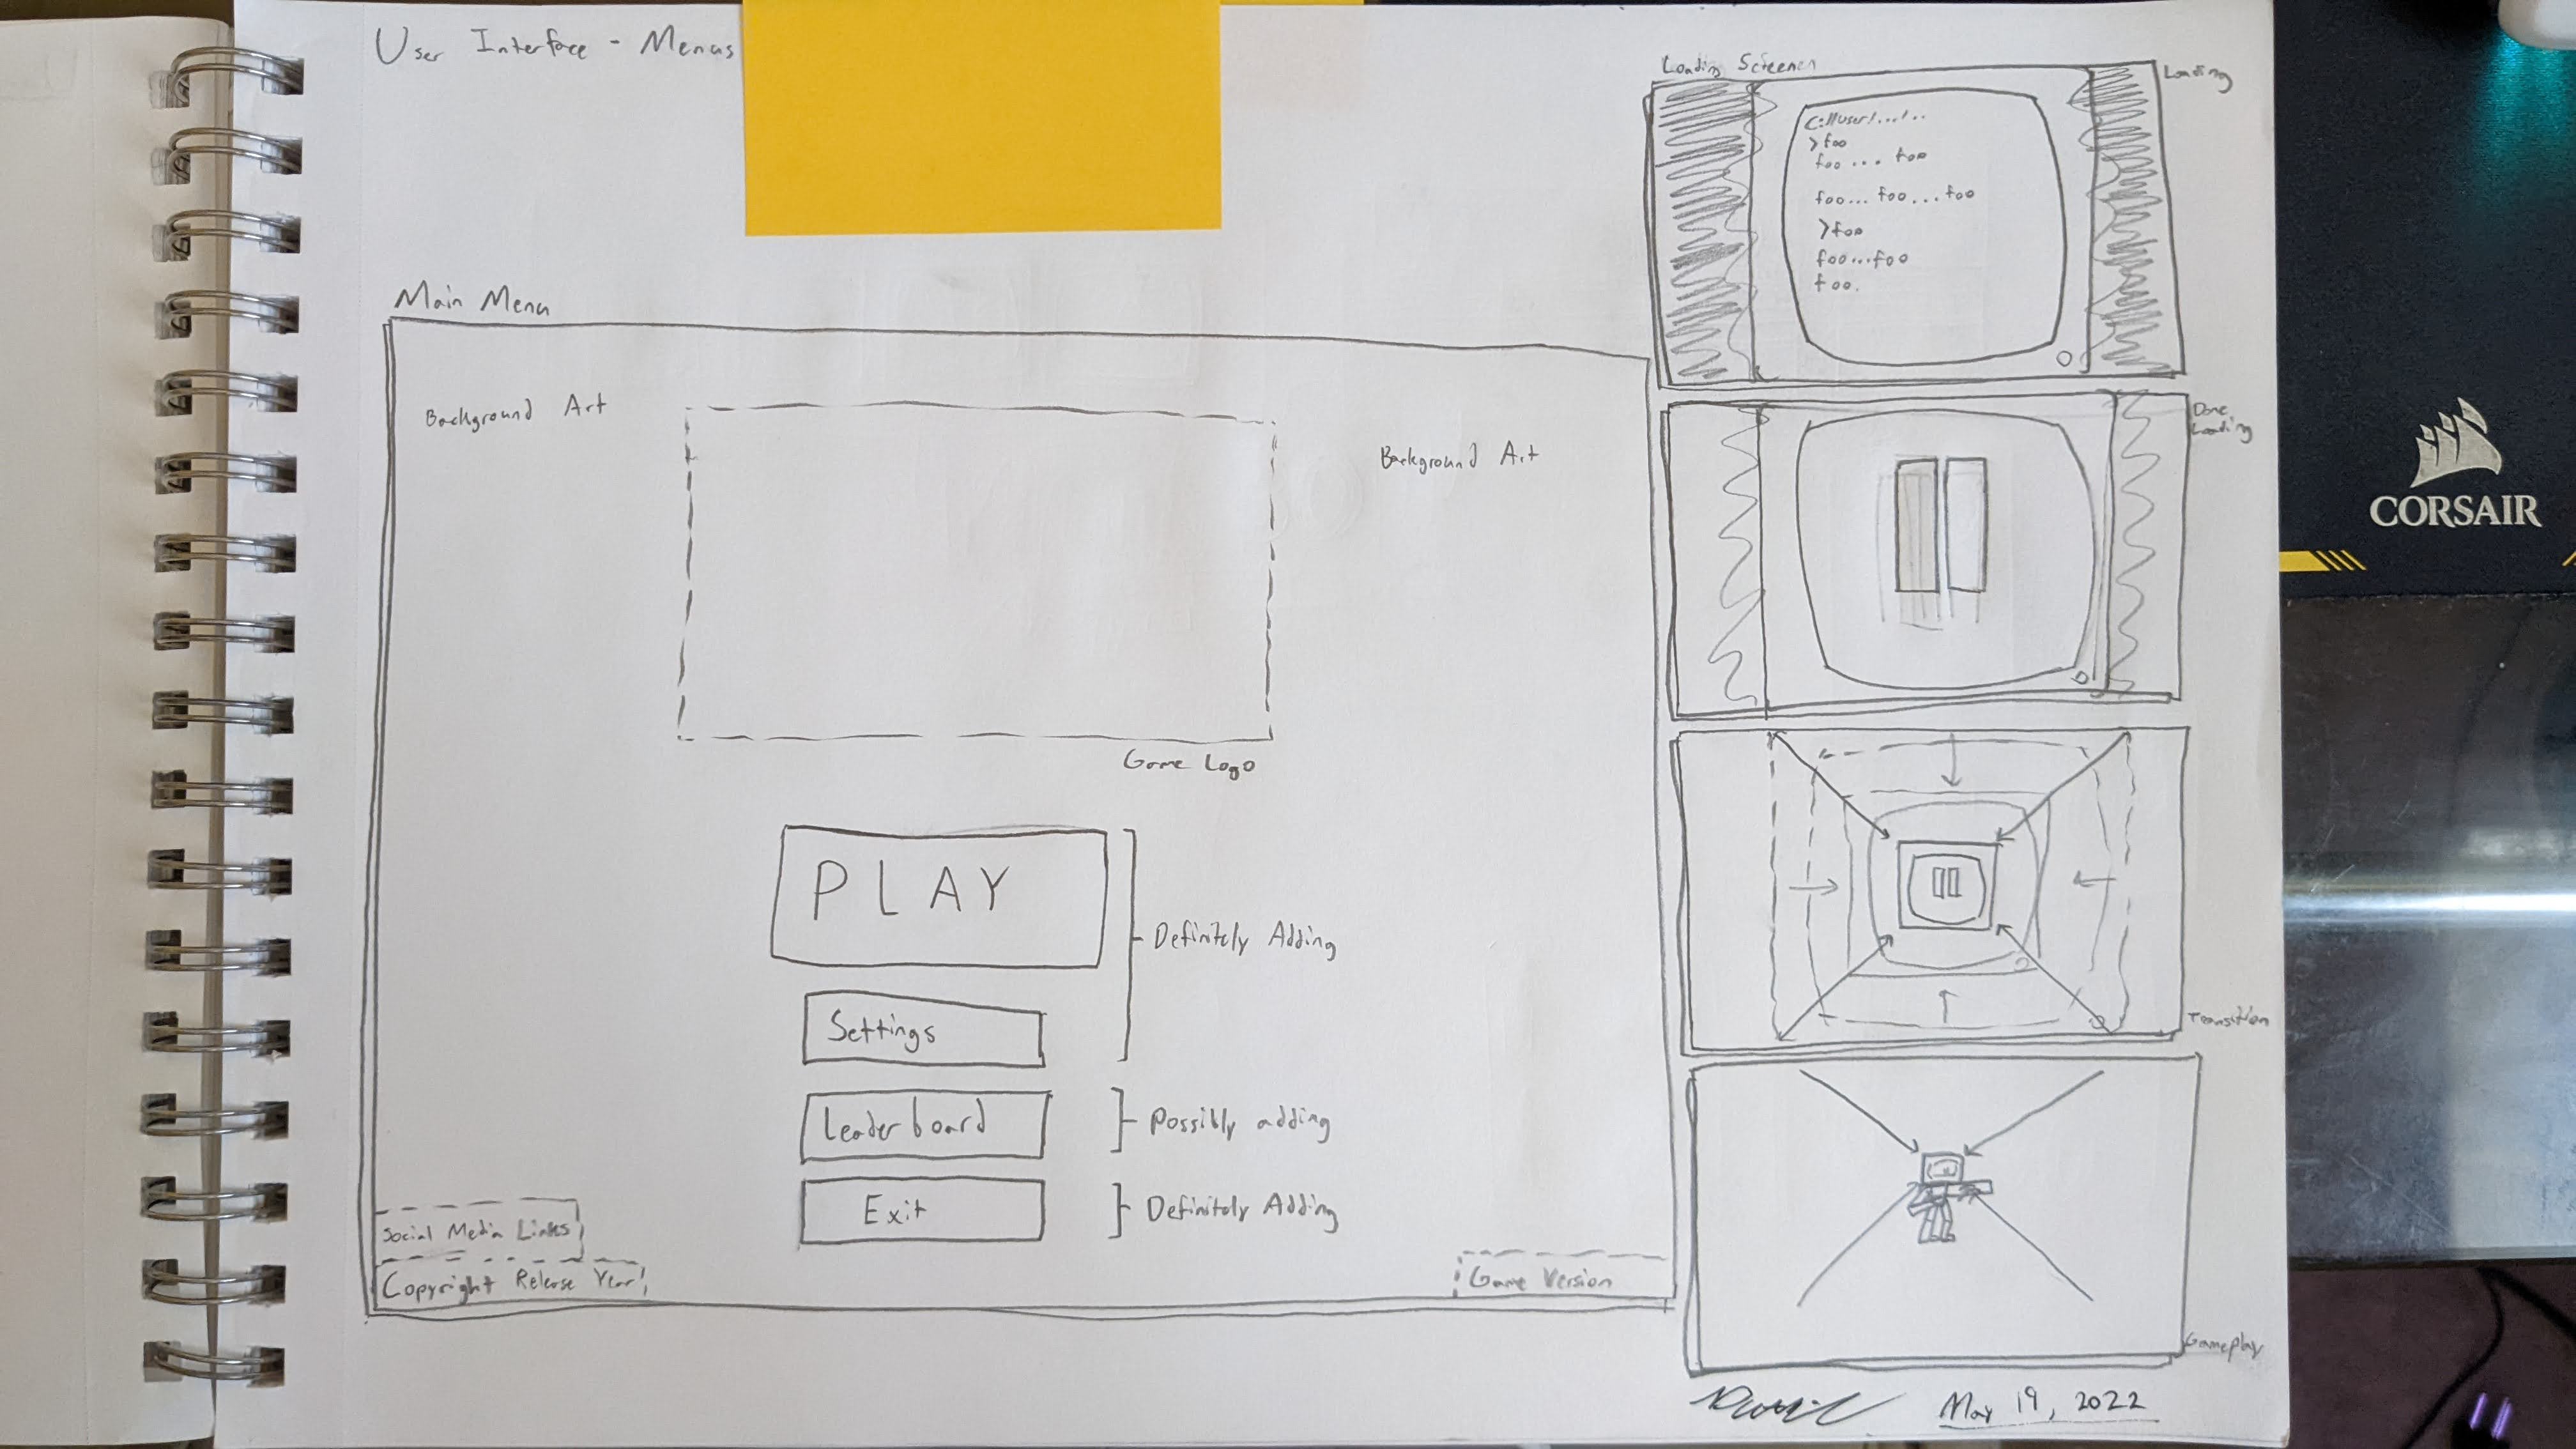 User Interface - Menus
Main Menu
Background Art
Background Art
Game Logo
PLAY
Settings
Definitely Adding
Leaderboard
Possibly adding
Exit
Definitely Adding
Social Media Links
Copyright Release Year
Game Version
Loading Screen
Loading
C://user/.../..
>foo
foo ... foo
foo... foo ... foo
>foo
foo...foo
foo.
Done
Loading
Transition
Gameplay
May 19, 2022
CORSAIR